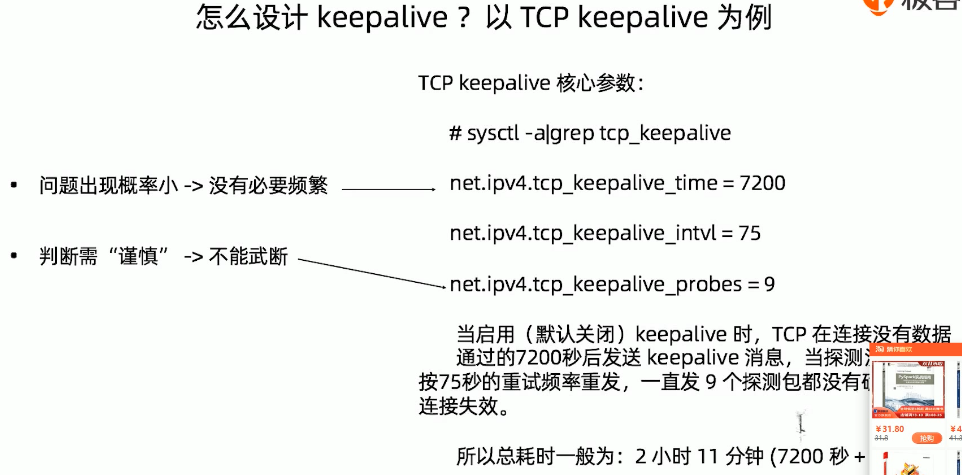 怎么设计 keepalive ？以 TCP keepalive 为例
TCP keepalive 核心参数：
# sysctl -a|grep tcp_keepalive
• 问题出现概率小 -> 没有必要频繁
net.ipv4.tcp_keepalive_time = 7200
net.ipv4.tcp_keepalive_intvl = 75
• 判断需“谨慎” -> 不能武断
net.ipv4.tcp_keepalive_probes = 9
当启用（默认关闭）keepalive 时，TCP 在连接没有数据
通过的7200秒后发送 keepalive 消息，当探测
按75秒的重试频率重发，一直发 9 个探测包都没有
连接失效。
所以总耗时一般为：2 小时 11 分钟 (7200 秒 +
¥31.80
抢购